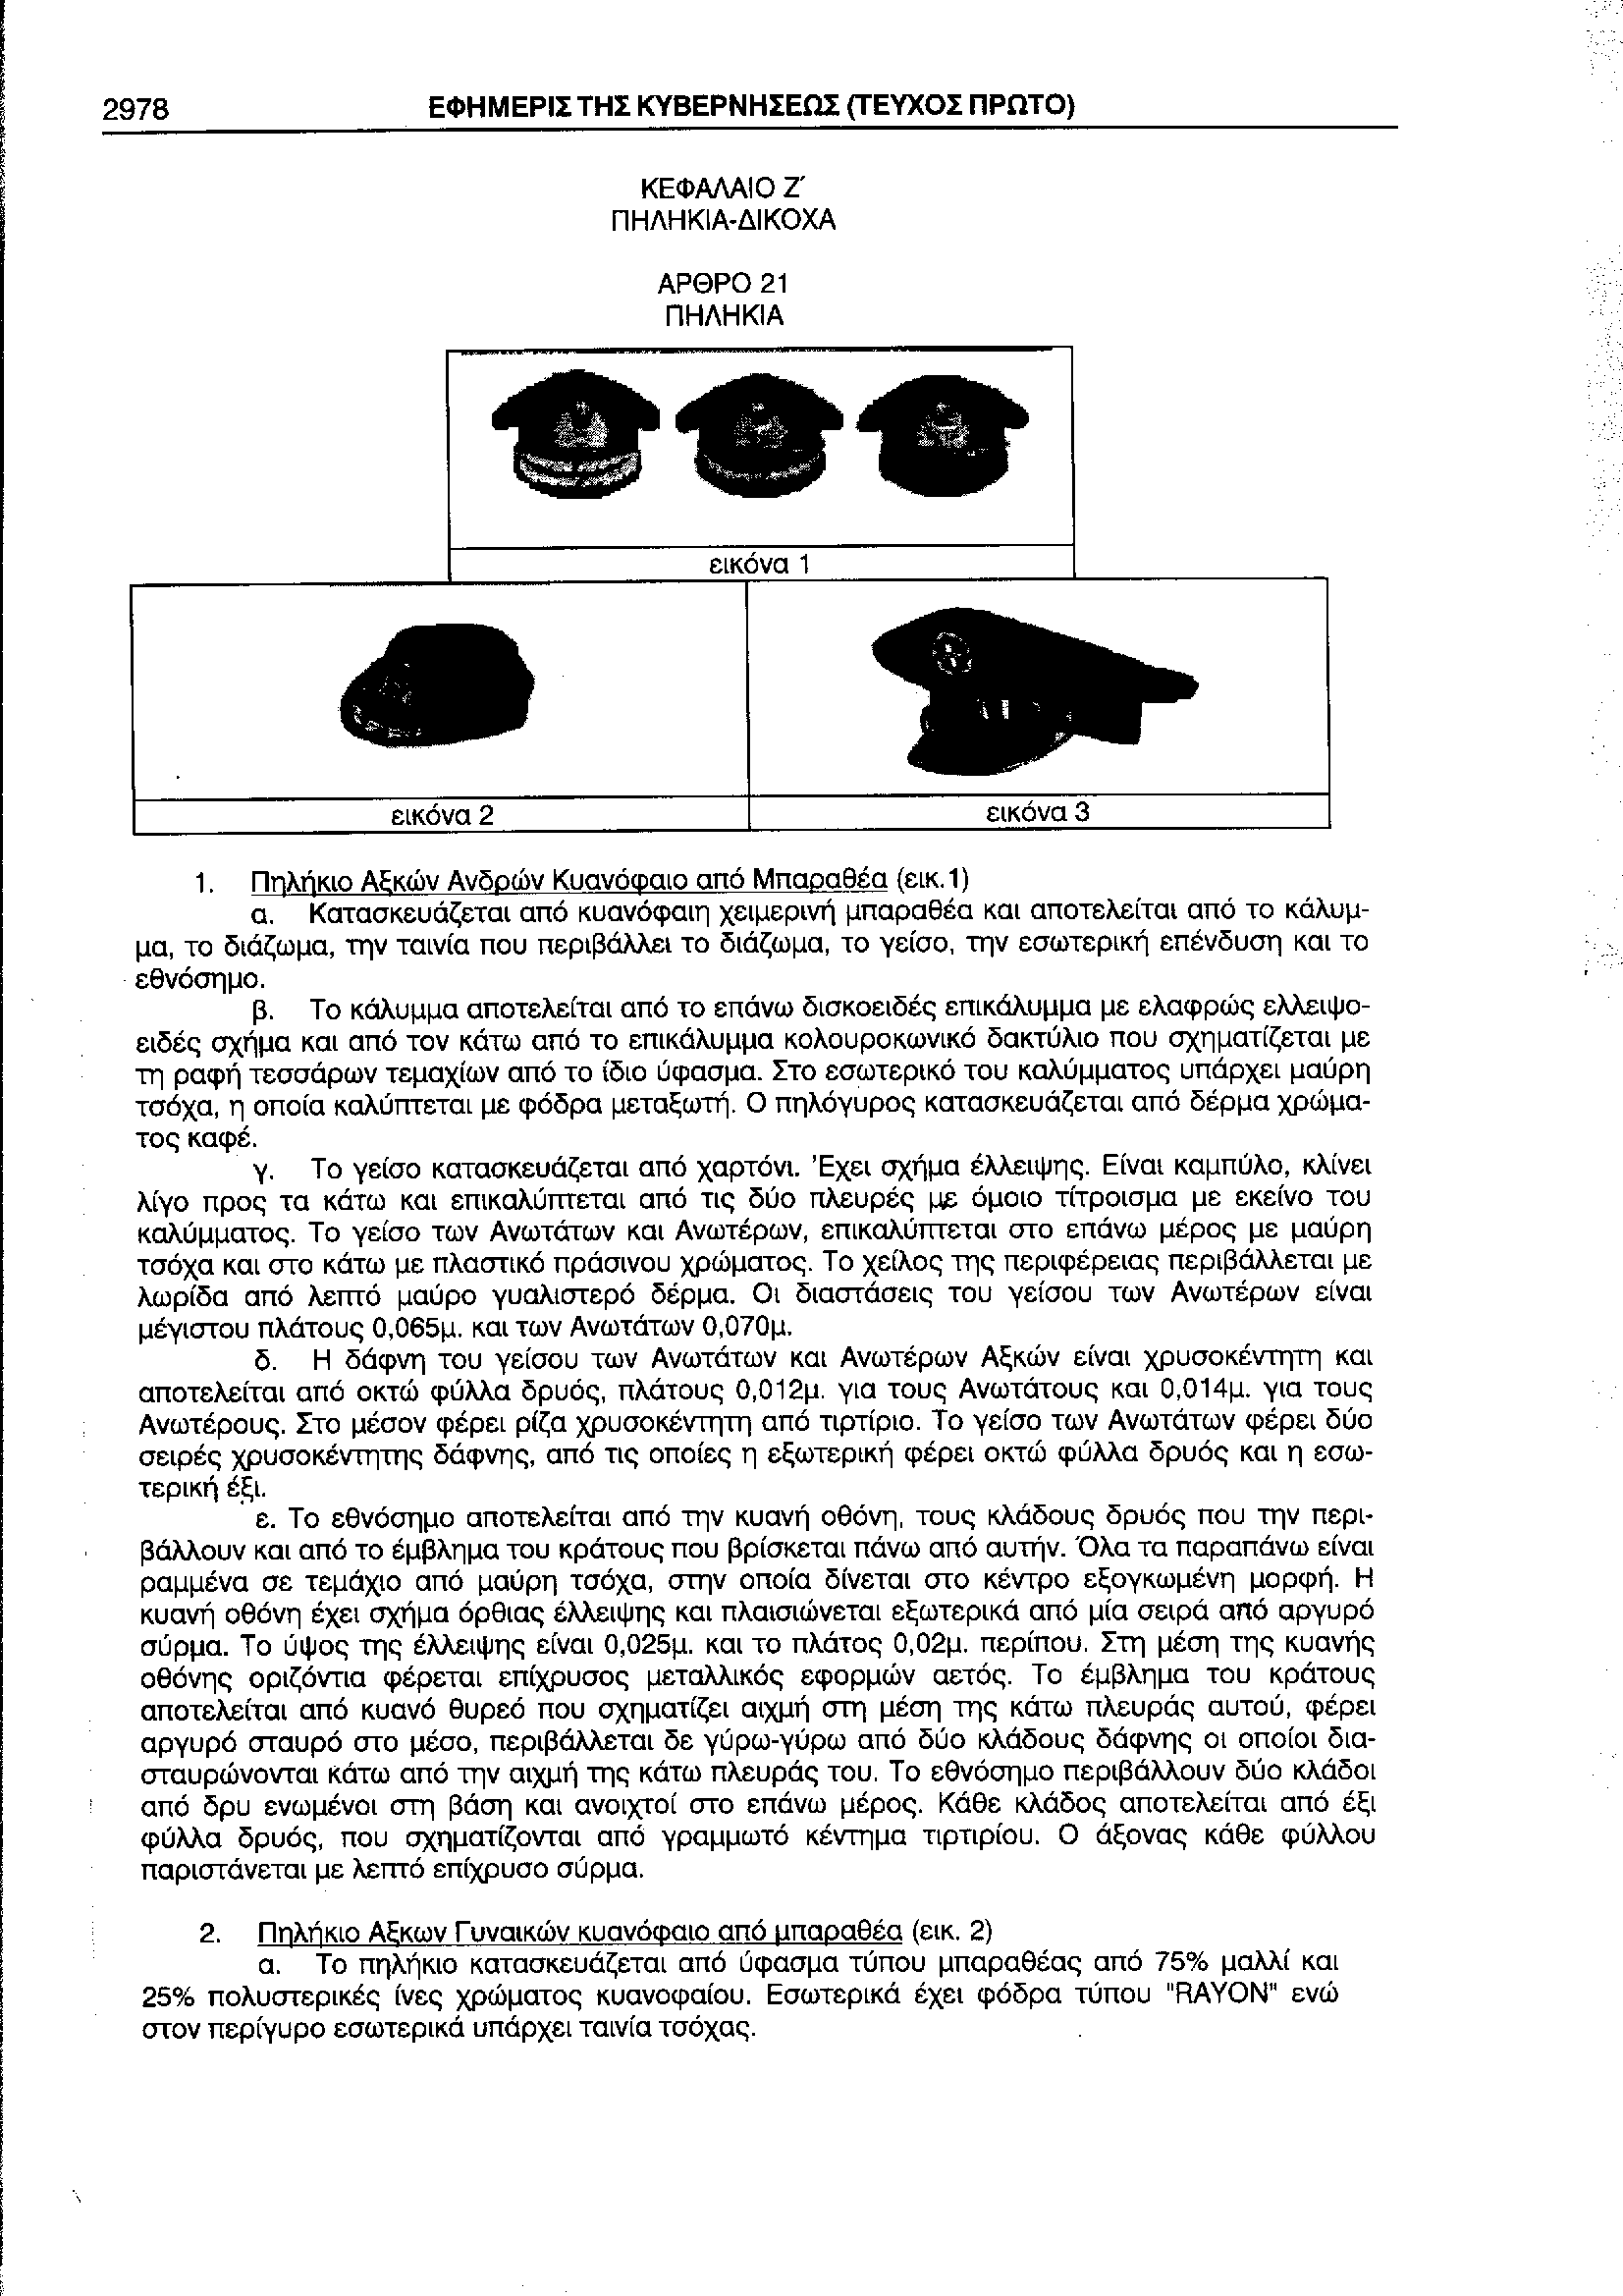 2978
ΕΦΗΜΕΡΙΣ ΤΗΣ ΚΥΒΕΡΝΗΣΕΩΣ (ΤΕΥΧΟΣ ΠΡΩΤΟ)
ΚΕΦΑΛΑΙΟ Ζ΄
ΠΗΛΗΚΙΑ-ΔΙΚΟΧΑ
ΑΡΘΡΟ 21
ΠΗΛΗΚΙΑ
εικόνα 1
εικόνα 2
εικόνα 3
1. Πηλήκιο Αξκών Ανδρών Κυανόφαιο από Μπαραθέα (εικ.1)
α. Κατασκευάζεται από κυανόφαιη χειμερινή μπαραθέα και αποτελείται από το κάλυμ-
μα, το διάζωμα, την ταινία που περιβάλλει το διάζωμα, το γείσο, την εσωτερική επένδυση και το
εθνόσημο.
β. Το κάλυμμα αποτελείται από το επάνω δισκοειδές επικάλυμμα με ελαφρώς ελλειψο-
ειδές σχήμα και από τον κάτω από το επικάλυμμα κολουροκωνικό δακτύλιο που σχηματίζεται με
τη ραφή τεσσάρων τεμαχίων από το ίδιο ύφασμα. Στο εσωτερικό του καλύμματος υπάρχει μαύρη
τσόχα, η οποία καλύπτεται με φόδρα μεταξωτή. Ο πηλόγυρος κατασκευάζεται από δέρμα χρώμα-
τος καφέ.
γ. Το γείσο κατασκευάζεται από χαρτόνι. Έχει σχήμα έλλειψης. Είναι καμπύλο, κλίνει
λίγο προς τα κάτω και επικαλύπτεται από τις δύο πλευρές με όμοιο τίτροισμα με εκείνο του
καλύμματος. Το γείσο των Ανωτάτων και Ανωτέρων, επικαλύπτεται στο επάνω μέρος με μαύρη
τσόχα και στο κάτω με πλαστικό πράσινου χρώματος. Το χείλος της περιφέρειας περιβάλλεται με
λωρίδα από λεπτό μαύρο γυαλιστερό δέρμα. Οι διαστάσεις του γείσου των Ανωτέρων είναι
μέγιστου πλάτους 0,065μ. και των Ανωτάτων 0,070μ.
δ. Η δάφνη του γείσου των Ανωτάτων και Ανωτέρων Αξκών είναι χρυσοκέντητη και
αποτελείται από οκτώ φύλλα δρυός, πλάτους 0,012μ. για τους Ανωτάτους και 0,014μ. για τους
Ανωτέρους. Στο μέσον φέρει ρίζα χρυσοκέντητη από τιρτίριο. Το γείσο των Ανωτάτων φέρει δύο
σειρές χρυσοκέντητης δάφνης, από τις οποίες η εξωτερική φέρει οκτώ φύλλα δρυός και η εσω-
τερική έξι.
ε. Το εθνόσημο αποτελείται από την κυανή οθόνη, τους κλάδους δρυός που την περι-
βάλλουν και από το έμβλημα του κράτους που βρίσκεται πάνω από αυτήν. Όλα τα παραπάνω είναι
ραμμένα σε τεμάχιο από μαύρη τσόχα, στην οποία δίνεται στο κέντρο εξογκωμένη μορφή. Η
κυανή οθόνη έχει σχήμα όρθιας έλλειψης και πλαισιώνεται εξωτερικά από μία σειρά από αργυρό
σύρμα. Το ύψος της έλλειψης είναι 0,025μ. και το πλάτος 0,02μ. περίπου. Στη μέση της κυανής
οθόνης οριζόντια φέρεται επίχρυσος μεταλλικός εφορμών αετός. Το έμβλημα του κράτους
αποτελείται από κυανό θυρεό που σχηματίζει αιχμή στη μέση της κάτω πλευράς αυτού, φέρει
αργυρό σταυρό στο μέσο, περιβάλλεται δε γύρω-γύρω από δύο κλάδους δάφνης οι οποίοι δια-
σταυρώνονται κάτω από την αιχμή της κάτω πλευράς του. Το εθνόσημο περιβάλλουν δύο κλάδοι
από δρυ ενωμένοι στη βάση και ανοιχτοί στο επάνω μέρος. Κάθε κλάδος αποτελείται από έξι
φύλλα δρυός, που σχηματίζονται από γραμμωτό κέντημα τιρτιρίου. Ο άξονας κάθε φύλλου
παριστάνεται με λεπτό επίχρυσο σύρμα.
2. Πηλήκιο Αξκων Γυναικών κυανόφαιο από μπαραθέα (εικ. 2)
α. Το πηλήκιο κατασκευάζεται από ύφασμα τύπου μπαραθέας από 75% μαλλί και
25% πολυστερικές ίνες χρώματος κυανοφαίου. Εσωτερικά έχει φόδρα τύπου "RAYON" ενώ
στον περίγυρο εσωτερικά υπάρχει ταινία τσόχας.